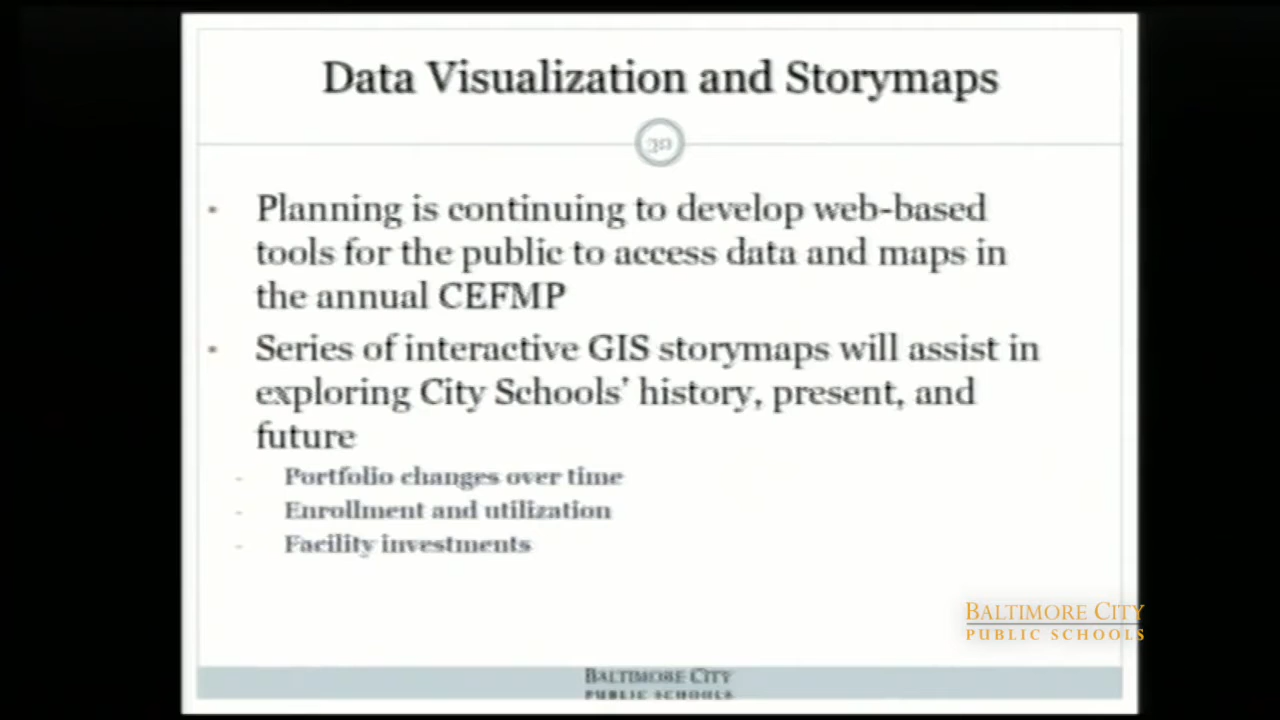 Data Visualization and Storymaps
Planning is continuing to develop web-based
tools for the public to access data and maps in
the annual CEFMP
Series of interactive GIS storymaps will assist in
exploring City Schools' history, present, and
future
Portfolio changes over time
Enrollment and utilization
Facility investments
BALTIMORE CITY
PUBLIC SCHOOLS
BALTIMORE CITY
PUBLIC SCHOOLS